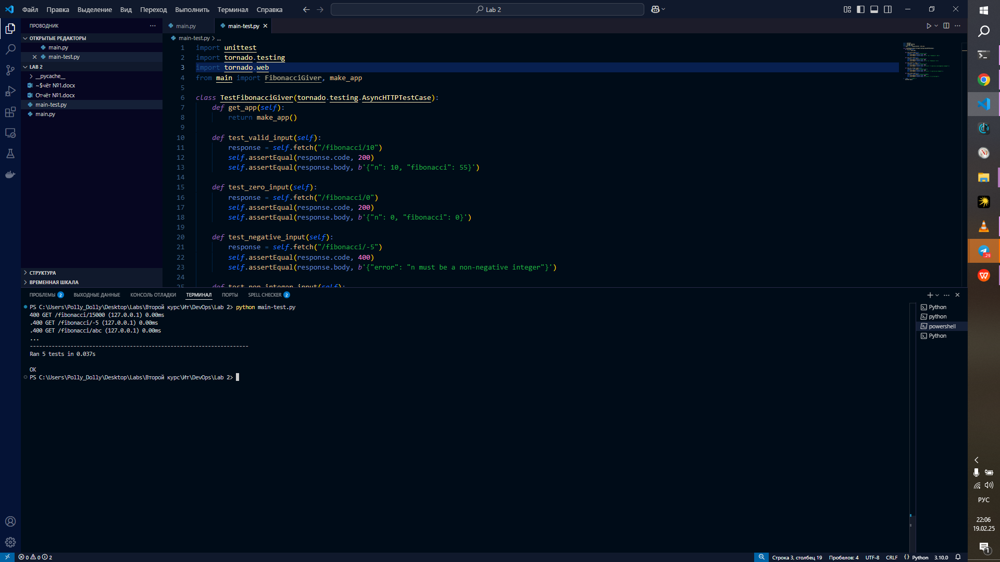 Файл Правка Выделение Вид Переход Выполнить Терминал Справка
Lab 2
ПРОВОДНИК
ОТКРЫТЫЕ РЕДАКТОРЫ
main.py
main-test.py
LAB 2
__pycache__
~$чёт №1.docx
Отчёт №1.docx
main-test.py
main.py
СТРУКТУРА
ВРЕМЕННАЯ ШКАЛА
main.py
main-test.py
main-test.py > ...
1 import unittest
2 import tornado.testing
3 import tornado.web
4 from main import FibonacciGiver, make_app
5
6 class TestFibonacciGiver(tornado.testing.AsyncHTTPTestCase):
7 def get_app(self):
8 return make_app()
9
10 def test_valid_input(self):
11 response = self.fetch("/fibonacci/10")
12 self.assertEqual(response.code, 200)
13 self.assertEqual(response.body, b'{"n": 10, "fibonacci": 55}')
14
15 def test_zero_input(self):
16 response = self.fetch("/fibonacci/0")
17 self.assertEqual(response.code, 200)
18 self.assertEqual(response.body, b'{"n": 0, "fibonacci": 0}')
19
20 def test_negative_input(self):
21 response = self.fetch("/fibonacci/-5")
22 self.assertEqual(response.code, 400)
23 self.assertEqual(response.body, b'{"error": "n must be a non-negative integer"}')
24
25 def test_non_integer_input(self):
ПРОБЛЕМЫ 2 ВЫХОДНЫЕ ДАННЫЕ КОНСОЛЬ ОТЛАДКИ ТЕРМИНАЛ ПОРТЫ SPELL CHECKER 2
PS C:\Users\Polly_Dolly\Desktop\Labs\Второй курс\Ит\DevOps\Lab 2> python main-test.py
400 GET /fibonacci/15000 (127.0.0.1) 0.00ms
.400 GET /fibonacci/-5 (127.0.0.1) 0.00ms
.400 GET /fibonacci/abc (127.0.0.1) 0.00ms
...
----------------------------------------------------------------------
Ran 5 tests in 0.037s
OK
PS C:\Users\Polly_Dolly\Desktop\Labs\Второй курс\Ит\DevOps\Lab 2>
Python
python
powershell
Python
0 0 2
Строка 3, столбец 19 Пробелов: 4 UTF-8 CRLF Python 3.10.0
29
РУС
22:06
19.02.25
1